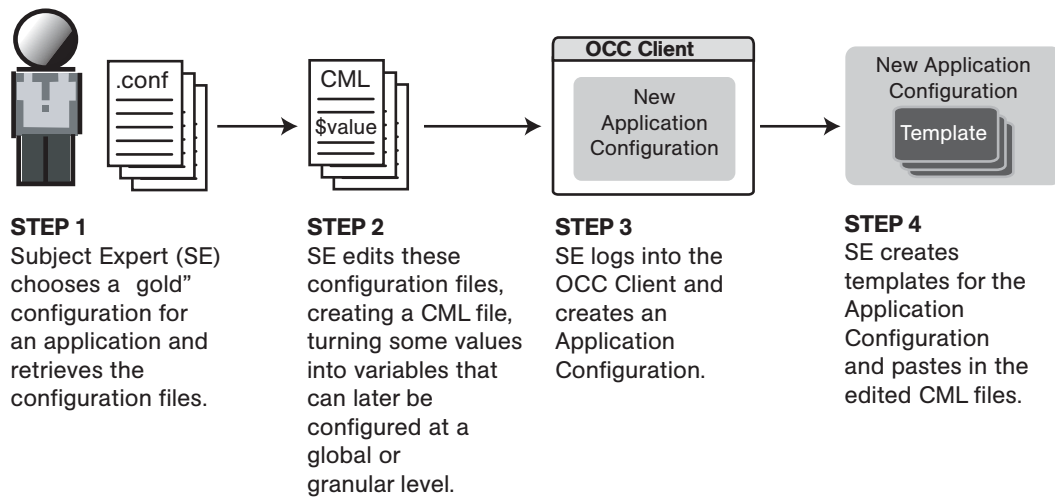 .conf
CML
$value
OCC Client
New
Application
Configuration
New Application
Configuration
Template
STEP 1
Subject Expert (SE)
chooses a gold”
configuration for
an application and
retrieves the
configuration files.
STEP 2
SE edits these
configuration files,
creating a CML file,
turning some values
into variables that
can later be
configured at a
global or
granular level.
STEP 3
SE logs into the
OCC Client and
creates an
Application
Configuration.
STEP 4
SE creates
templates for the
Application
Configuration
and pastes in the
edited CML files.